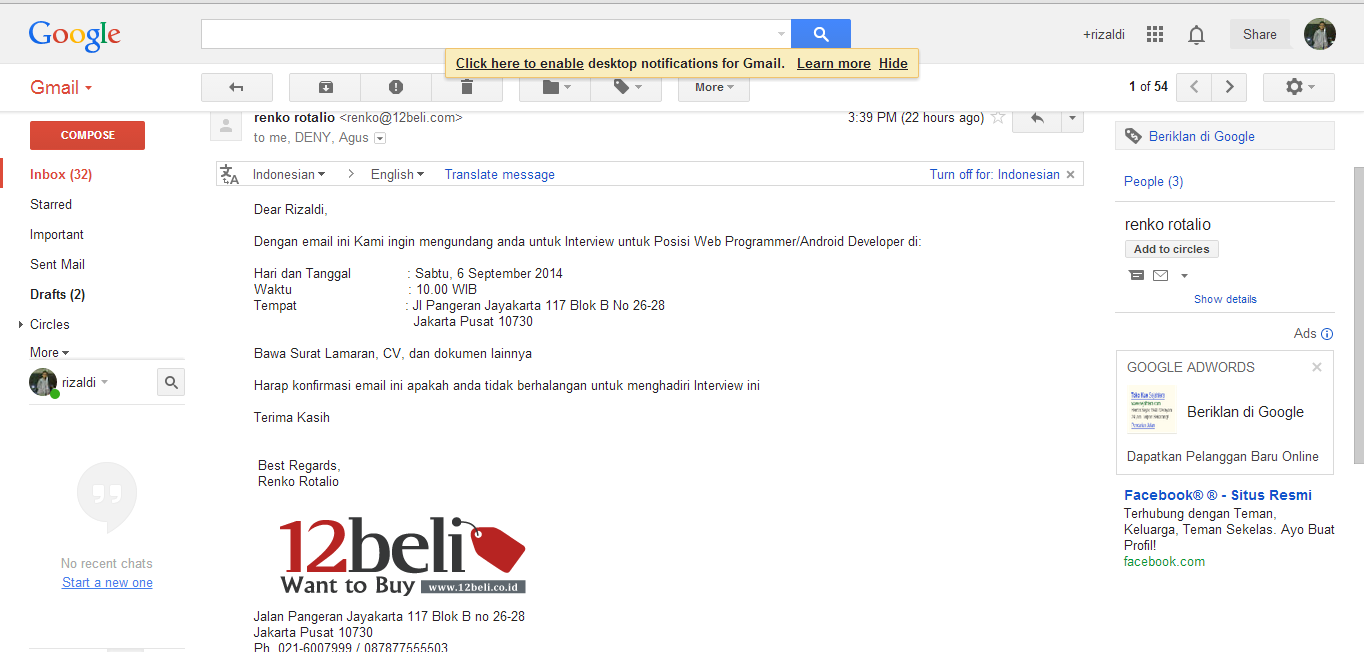 Google
+rizaldi
Share
Click here to enable desktop notifications for Gmail. Learn more Hide
Gmail
More
1 of 54
COMPOSE
Inbox (32)
Starred
Important
Sent Mail
Drafts (2)
Circles
More
rizaldi
No recent chats
Start a new one
renko rotalio <renko@12beli.com>
3:39 PM (22 hours ago)
to me, DENY, Agus
Indonesian > English Translate message
Turn off for: Indonesian
Dear Rizaldi,
Dengan email ini Kami ingin mengundang anda untuk Interview untuk Posisi Web Programmer/Android Developer di:
Hari dan Tanggal : Sabtu, 6 September 2014
Waktu : 10.00 WIB
Tempat : Jl Pangeran Jayakarta 117 Blok B No 26-28
Jakarta Pusat 10730
Bawa Surat Lamaran, CV, dan dokumen lainnya
Harap konfirmasi email ini apakah anda tidak berhalangan untuk menghadiri Interview ini
Terima Kasih
Best Regards,
Renko Rotalio
12beli
Want to Buy www.12beli.co.id
Jalan Pangeran Jayakarta 117 Blok B no 26-28
Jakarta Pusat 10730
Ph. 021-6007999 / 087877555503
Beriklan di Google
People (3)
renko rotalio
Add to circles
Show details
Ads
GOOGLE ADWORDS
Beriklan di Google
Dapatkan Pelanggan Baru Online
Facebook® ® - Situs Resmi
Terhubung dengan Teman,
Keluarga, Teman Sekelas. Ayo Buat
Profil!
facebook.com